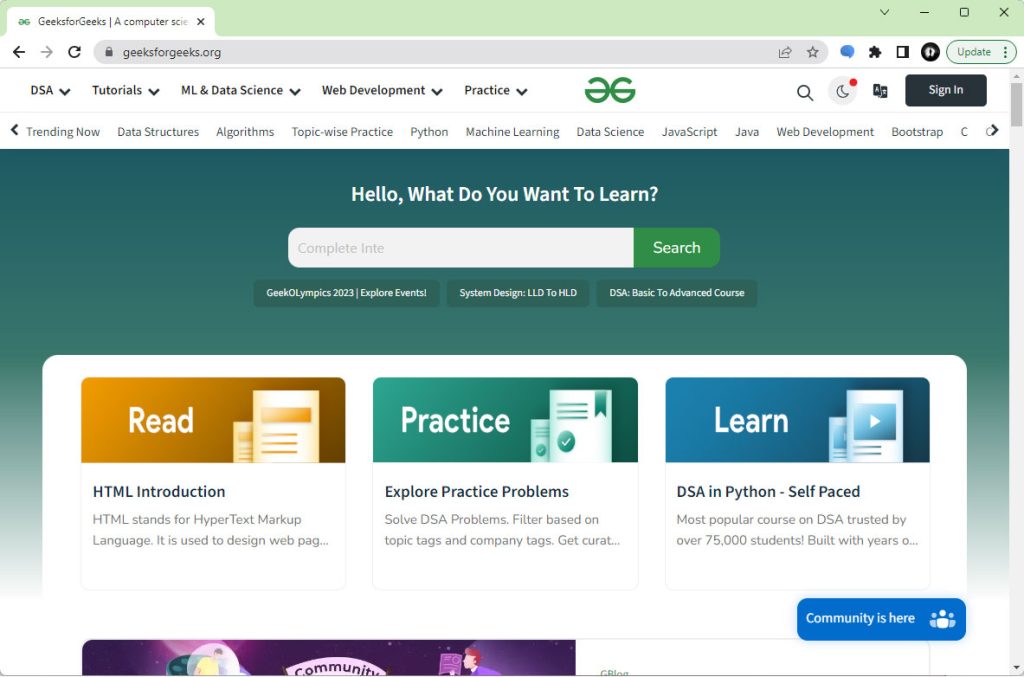 GeeksforGeeks | A computer scie
geeksforgeeks.org
Update
DSA Tutorials ML & Data Science Web Development Practice Sign In
Trending Now Data Structures Algorithms Topic-wise Practice Python Machine Learning Data Science JavaScript Java Web Development Bootstrap C
Hello, What Do You Want To Learn?
Complete Inte
Search
GeekOLympics 2023 | Explore Events! System Design: LLD To HLD DSA: Basic To Advanced Course
Read
HTML Introduction
HTML stands for HyperText Markup
Language. It is used to design web pag...
Practice
Explore Practice Problems
Solve DSA Problems. Filter based on
topic tags and company tags. Get curat...
Learn
DSA in Python - Self Paced
Most popular course on DSA trusted by
over 75,000 students! Built with years o...
Community is here
Community
GBlog